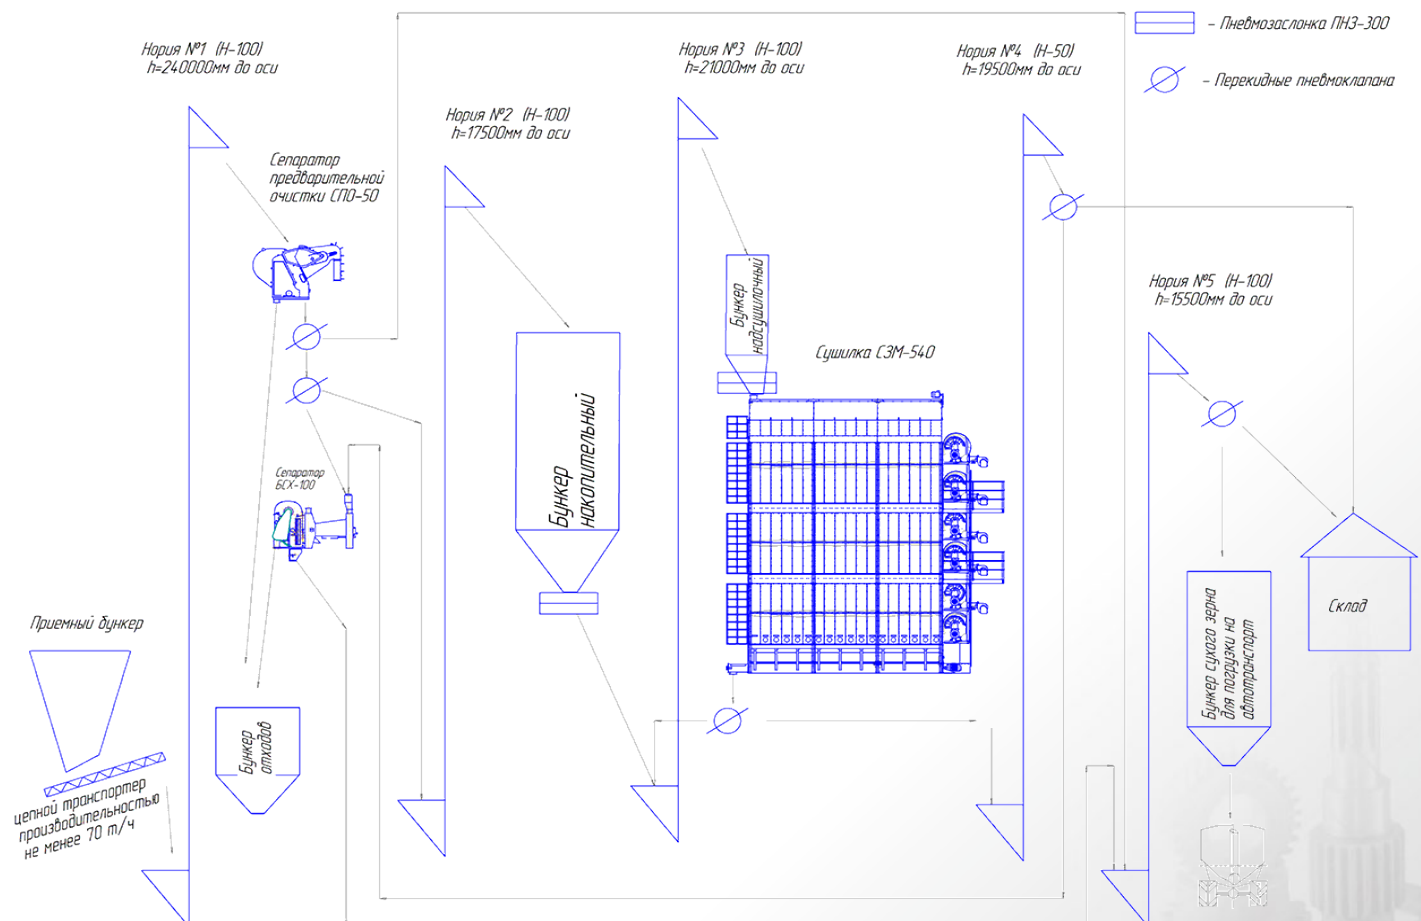 Нория №1 (Н-100)
h=240000мм до оси
Нория №2 (Н-100)
h=17500мм до оси
Нория №3 (Н-100)
h=21000мм до оси
Нория №4 (Н-50)
h=19500мм до оси
– Пневмозаслонка ПНЗ-300
– Перекидные пневмоклапана
Сепаратор
предварительной
очистки СПО-50
Нория №5 (Н-100)
h=15500мм до оси
Бункер
надсушилочный
Сушилка СЗМ-540
Бункер
накопительный
Сепаратор
БСХ-100
Приемный бункер
цепной транспортер
производительностью
не менее 70 т/ч
Бункер
отходов
Бункер сухого зерна
для погрузки на
автотранспорт
Склад